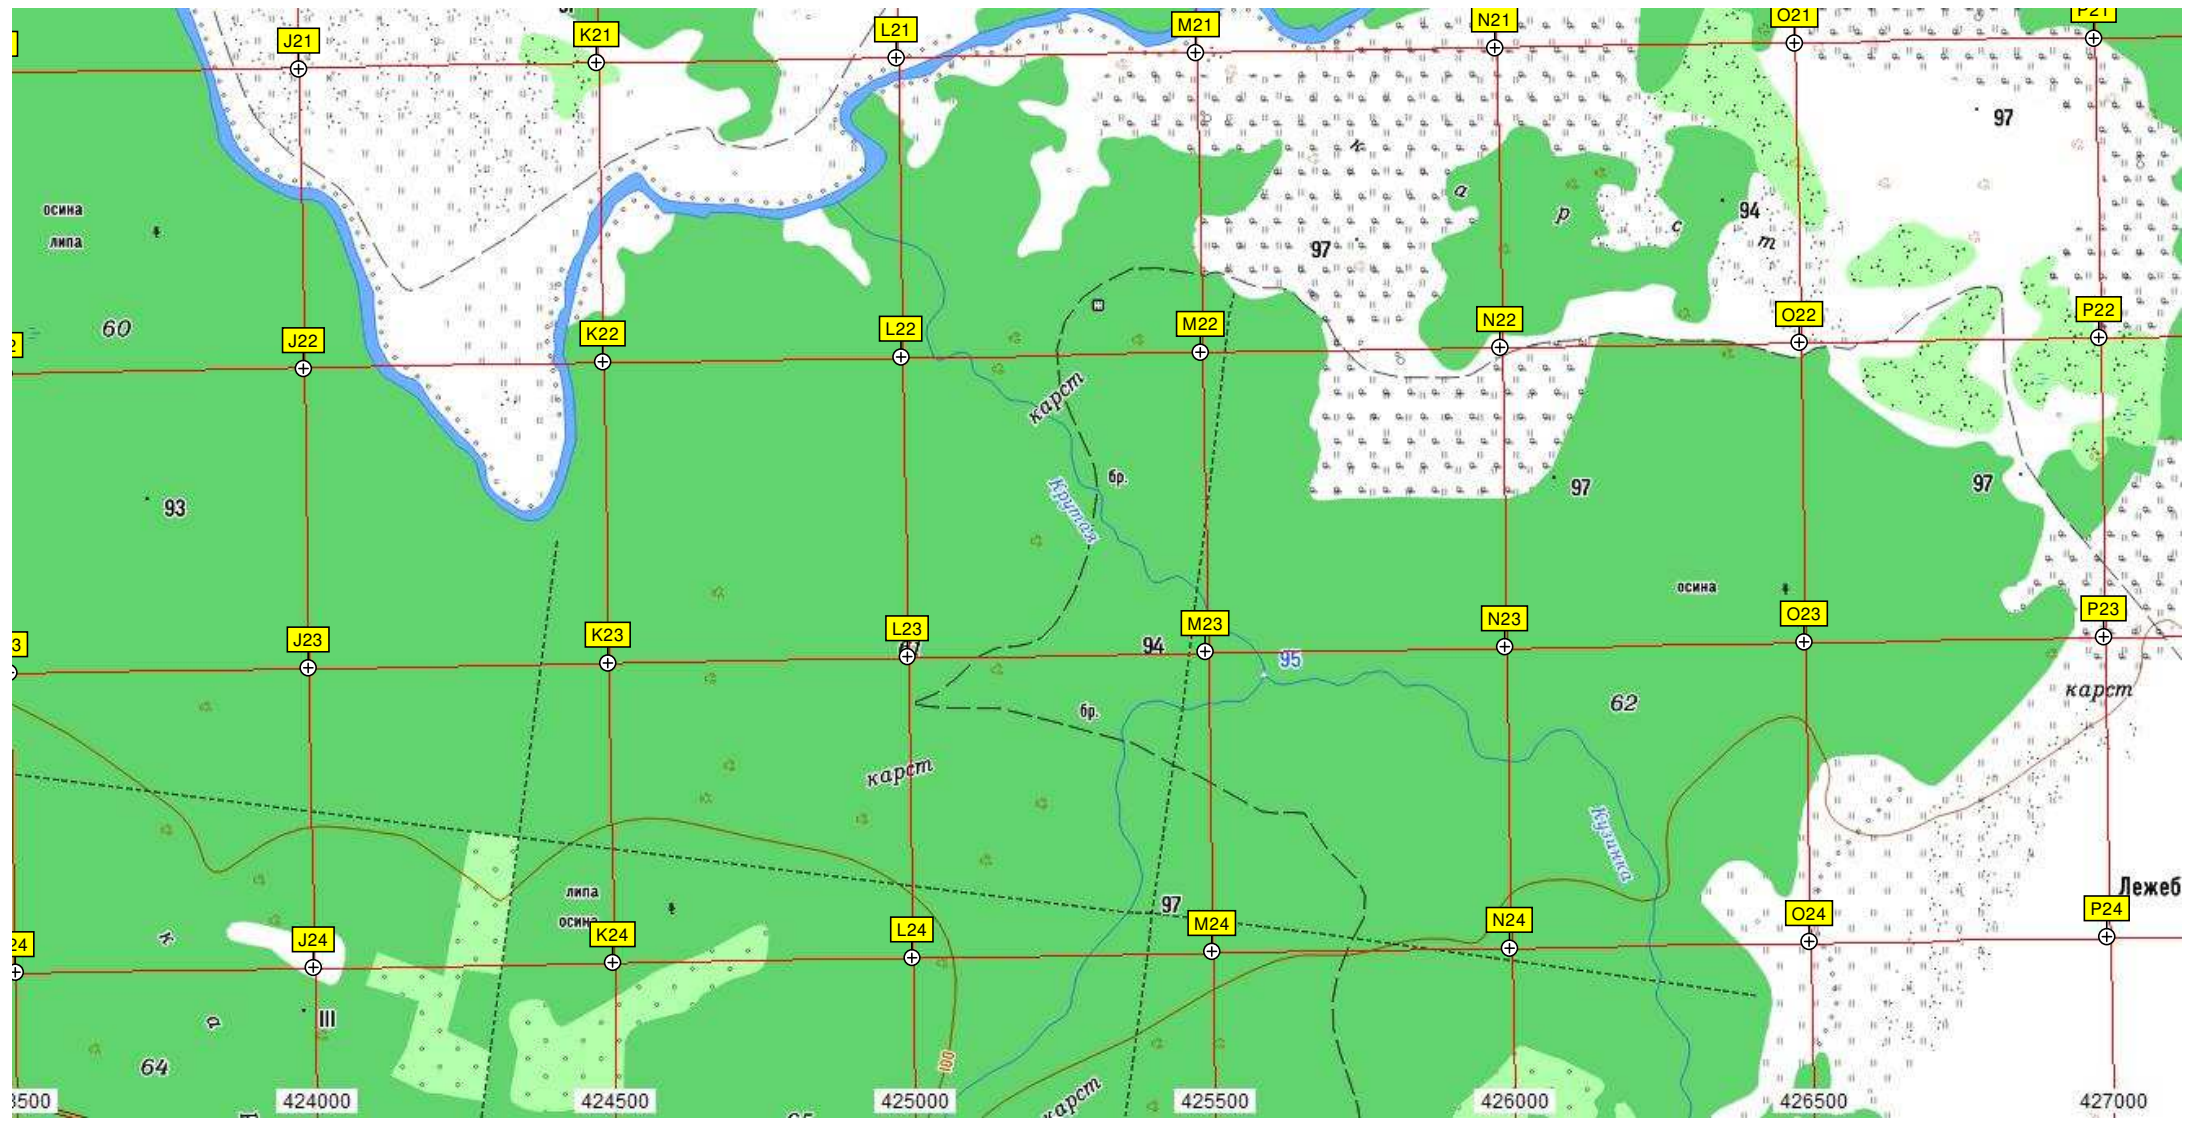 J21
K21
L21
M21
N21
O21
P21
97
к
а
р
с
т
осина
липа
94
97
60
J22
K22
L22
M22
N22
O22
P22
карст
бр.
Крутая
93
97
97
осина
J23
K23
L23
M23
N23
O23
P23
94
95
62
карст
бр.
карст
Кузинка
липа
осина
97
Лежеб
J24
K24
L24
M24
N24
O24
P24
24
к
а
111
64
100
карст
3500
424000
424500
425000
425500
426000
426500
427000